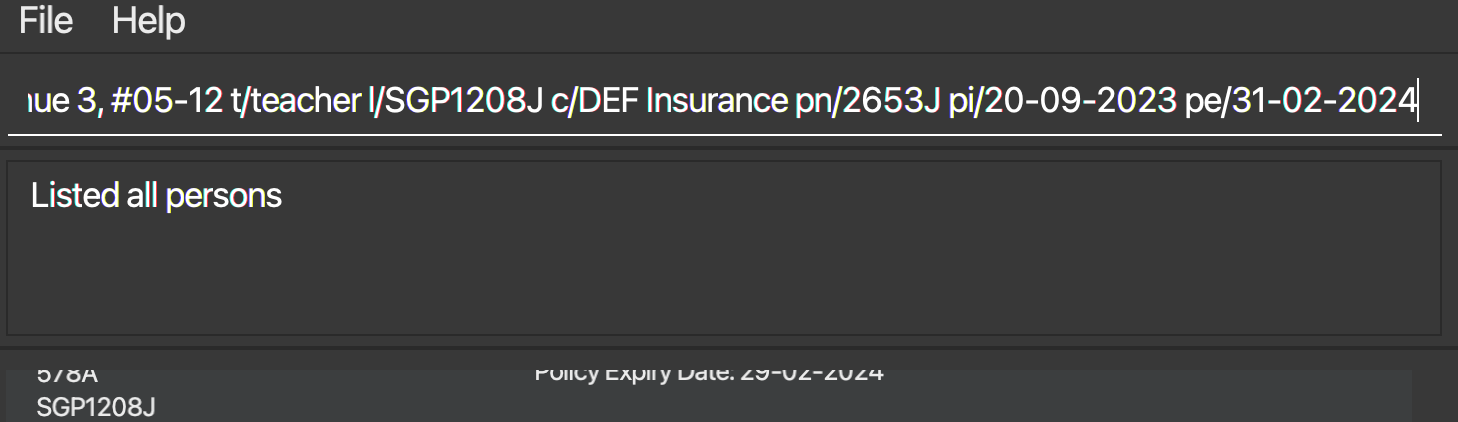 File Help
ue 3, #05-12 t/teacher l/SGP1208J c/DEF Insurance pn/2653J pi/20-09-2023 pe/31-02-2024
Listed all persons
578A Policy Expiry Date: 29-02-2024
SGP1208J